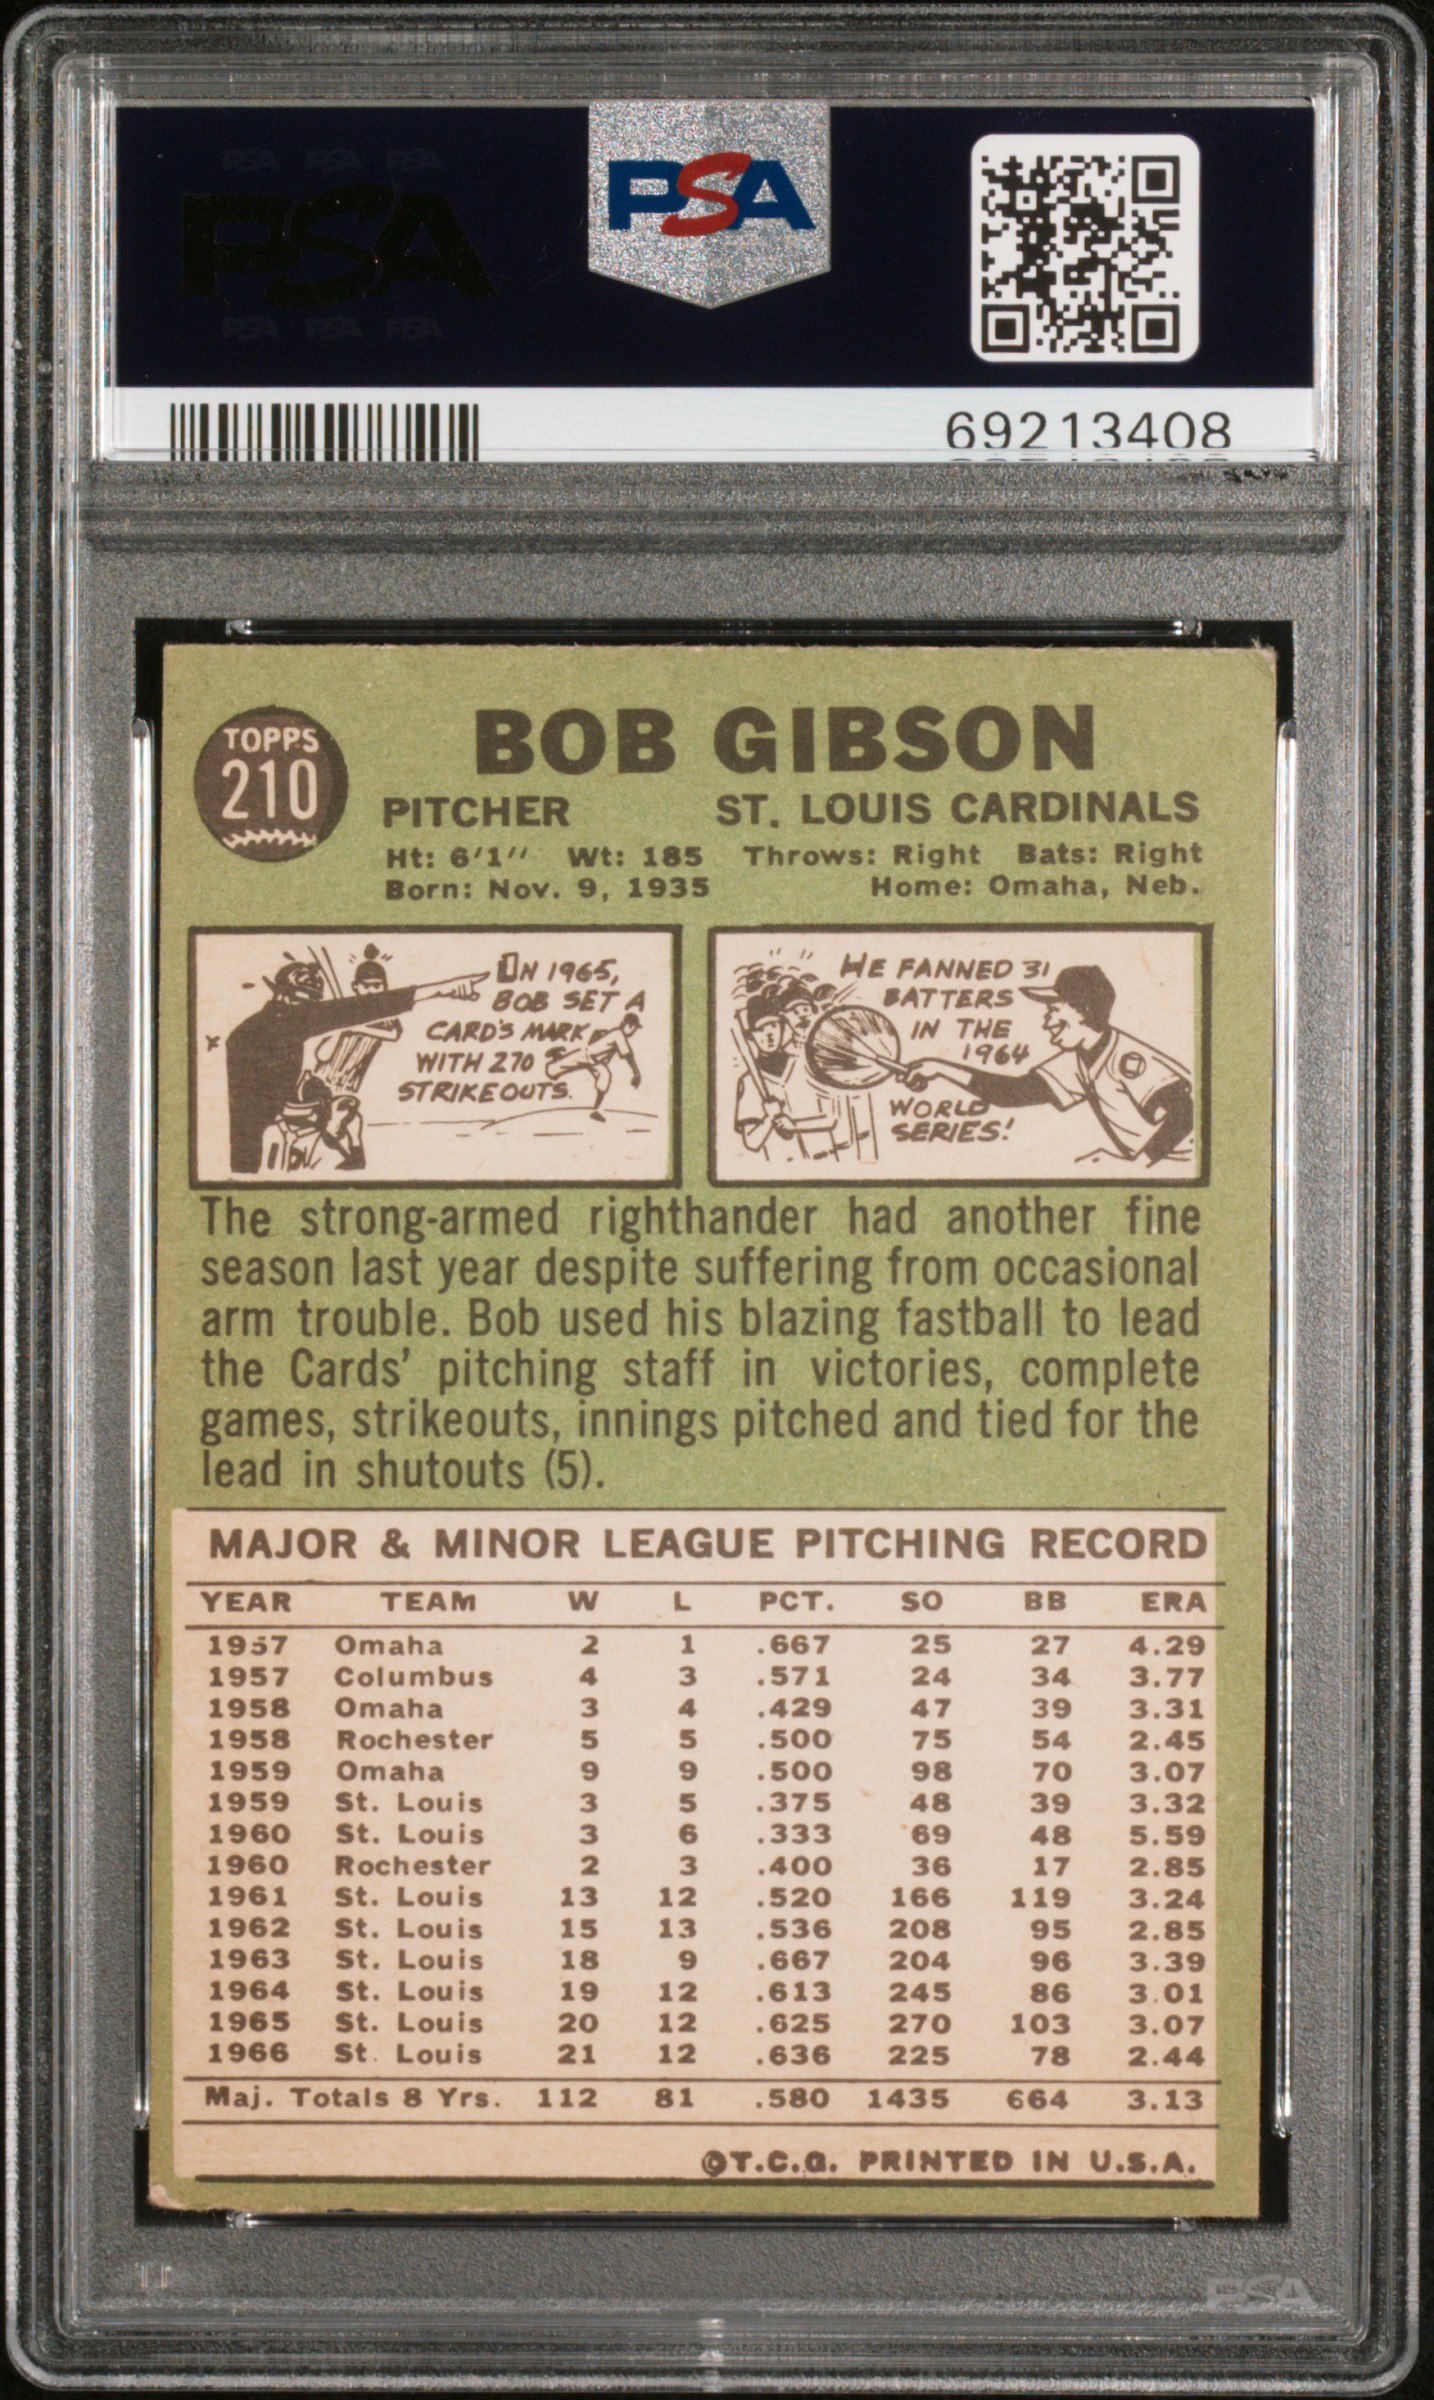 PSA PSA PSA
PSA
PSA PSA PSA
PSA
69213408
TOPPS
210
BOB GIBSON
PITCHER ST. LOUIS CARDINALS
Ht: 6'1" Wt: 185 Throws: Right Bats: Right
Born: Nov. 9, 1935 Home: Omaha, Neb.
IN 1965,
BOB SET A
CARD'S MARK
WITH 270
STRIKEOUTS.
HE FANNED 31
BATTERS
IN THE
1964
WORLD
SERIES!
The strong-armed righthander had another fine
season last year despite suffering from occasional
arm trouble. Bob used his blazing fastball to lead
the Cards' pitching staff in victories, complete
games, strikeouts, innings pitched and tied for the
lead in shutouts (5).
MAJOR & MINOR LEAGUE PITCHING RECORD
YEAR TEAM W L PCT. SO BB ERA
1957 Omaha 2 1 .667 25 27 4.29
1957 Columbus 4 3 .571 24 34 3.77
1958 Omaha 3 4 .429 47 39 3.31
1958 Rochester 5 5 .500 75 54 2.45
1959 Omaha 9 9 .500 98 70 3.07
1959 St. Louis 3 5 .375 48 39 3.32
1960 St. Louis 3 6 .333 69 48 5.59
1960 Rochester 2 3 .400 36 17 2.85
1961 St. Louis 13 12 .520 166 119 3.24
1962 St. Louis 15 13 .536 208 95 2.85
1963 St. Louis 18 9 .667 204 96 3.39
1964 St. Louis 19 12 .613 245 86 3.01
1965 St. Louis 20 12 .625 270 103 3.07
1966 St. Louis 21 12 .636 225 78 2.44
Maj. Totals 8 Yrs. 112 81 .580 1435 664 3.13
©T.C.G. PRINTED IN U.S.A.
PSA